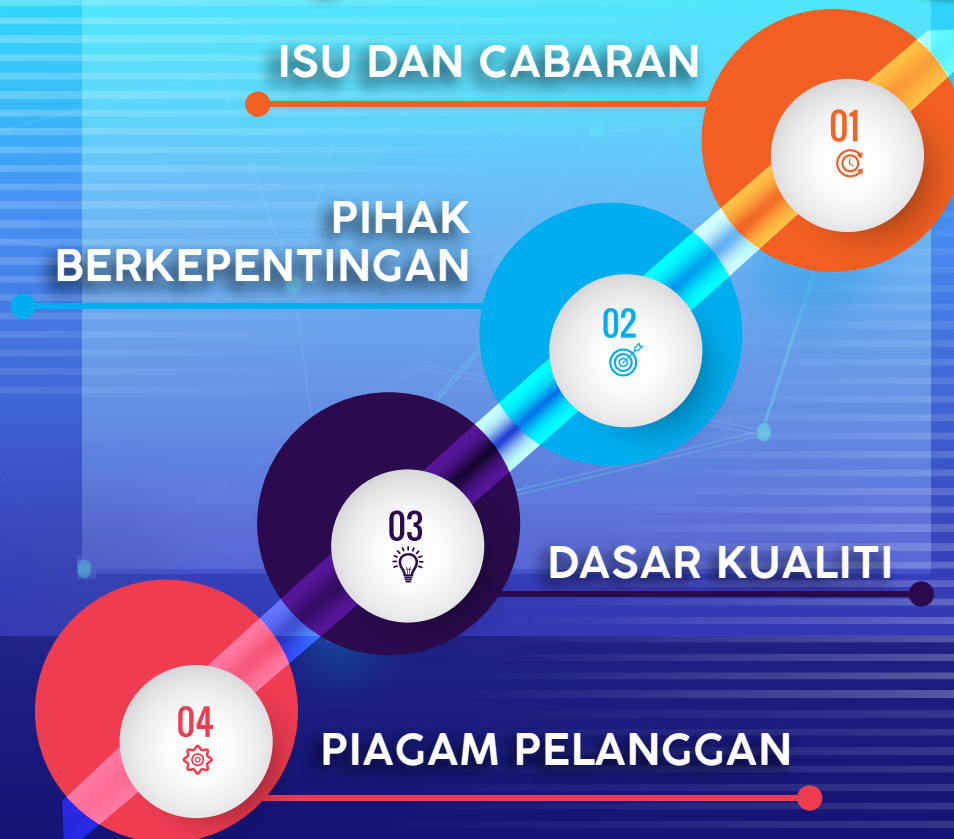 ISU DAN CABARAN
01
PIHAK
BERKEPENTINGAN
02
03
DASAR KUALITI
04
PIAGAM PELANGGAN